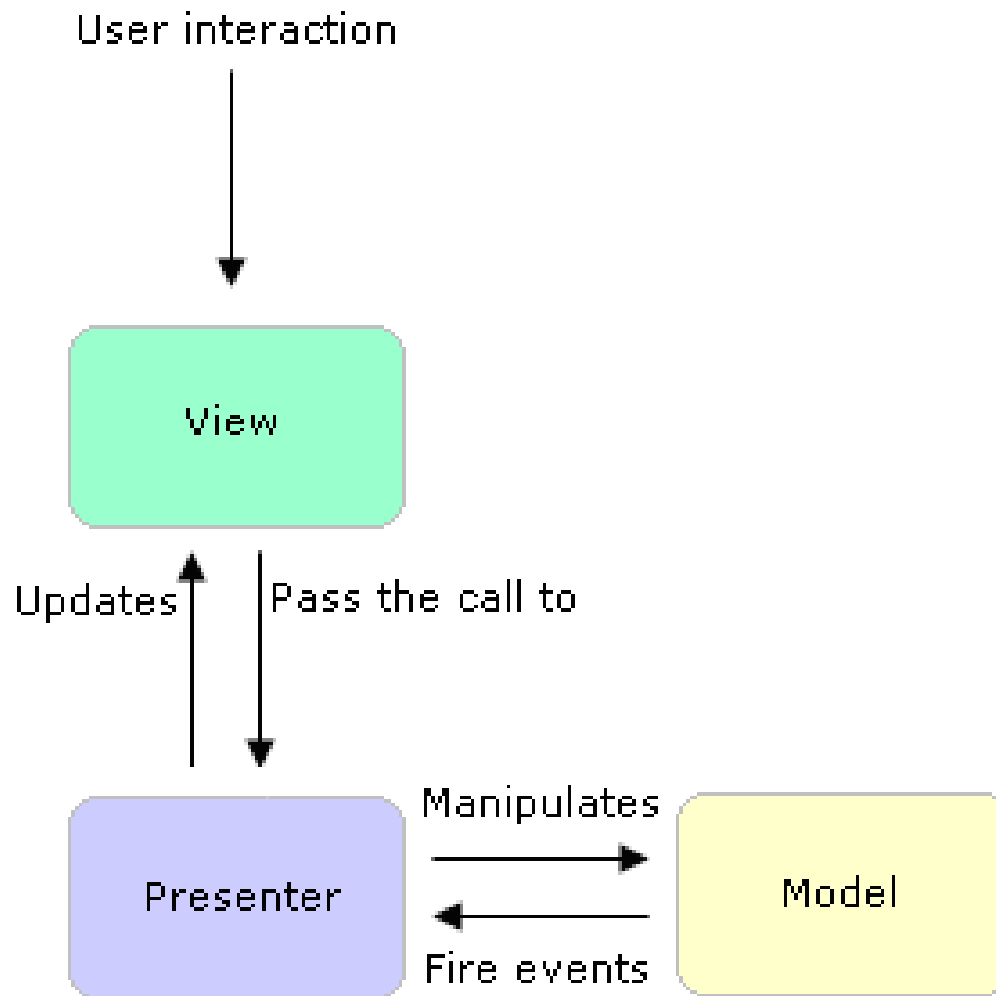 User interaction
View
Updates
Pass the call to
Manipulates
Presenter
Model
Fire events